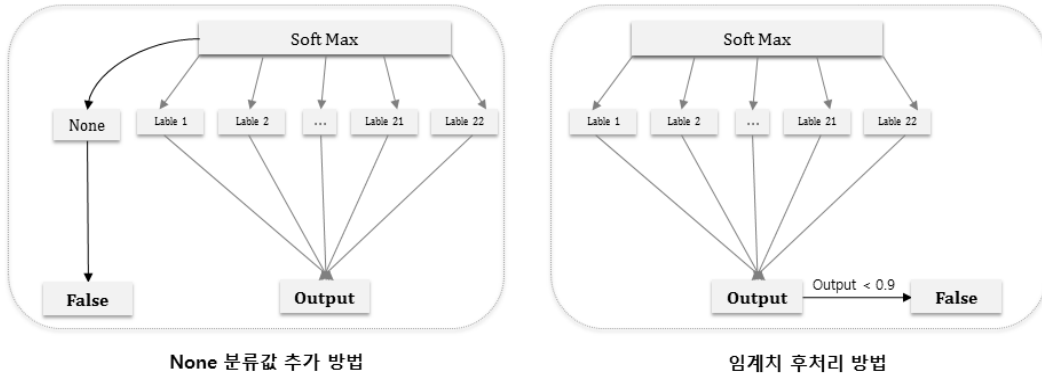 Soft Max
None
Lable 1
Lable 2
...
Lable 21
Lable 22
False
Output
None 분류값 추가 방법
Soft Max
Lable 1
Lable 2
...
Lable 21
Lable 22
Output
Output < 0.9
False
임계치 후처리 방법